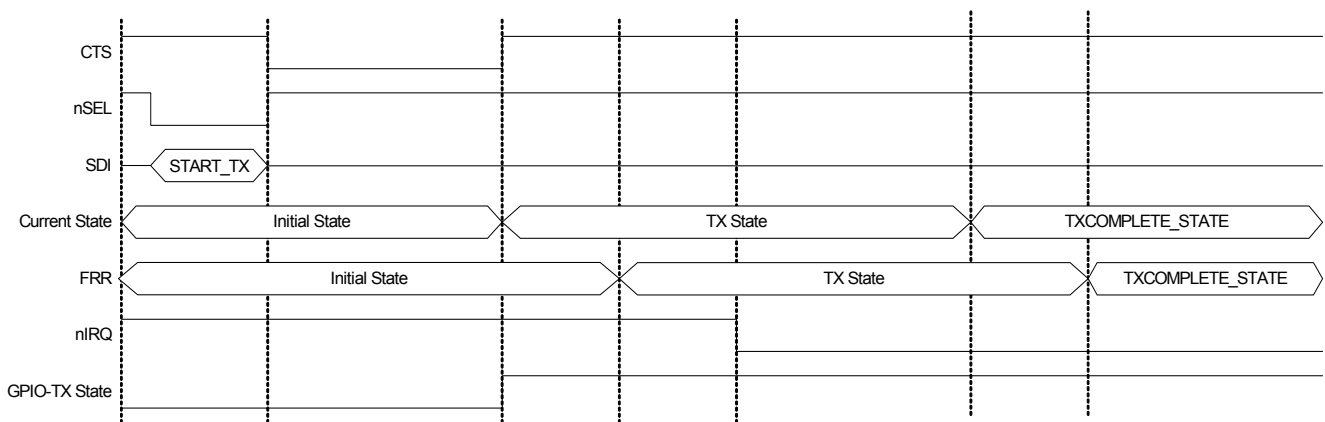 CTS
nSEL
SDI START_TX
Current State Initial State TX State TXCOMPLETE_STATE
FRR Initial State TX State TXCOMPLETE_STATE
nIRQ
GPIO-TX State